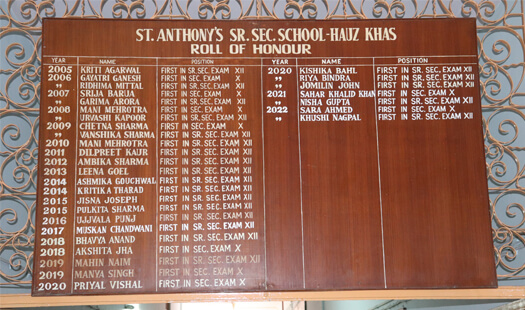 ST. ANTHONY'S SR. SEC. SCHOOL-HAUZ KHAS
ROLL OF HONOUR
YEAR NAME POSITION
2005 KRITI AGARWAL FIRST IN SR. SEC. EXAM XII
2006 GAYATRI GANESH FIRST IN SEC. EXAM X
" RIDHIMA MITTAL FIRST IN SR. SEC. EXAM XII
2007 SRIJA BARUA FIRST IN SEC. EXAM X
" GARIMA ARORA FIRST IN SR. SEC. EXAM XII
2008 MANI MEHROTRA FIRST IN SEC. EXAM X
" URVASHI KAPOOR FIRST IN SR. SEC. EXAM XII
2009 CHETNA SHARMA FIRST IN SEC. EXAM X
" VANSHIKA SHARMA FIRST IN SR. SEC. EXAM XII
2010 MANI MEHROTRA FIRST IN SR. SEC. EXAM XII
2011 DILPREET KAUR FIRST IN SR. SEC. EXAM XII
2012 AMBIKA SHARMA FIRST IN SR. SEC. EXAM XII
2013 LEENA GOEL FIRST IN SR. SEC. EXAM XII
2014 ASHMIKA GOUCHWAL FIRST IN SR. SEC. EXAM XII
2014 KRITIKA THARAD FIRST IN SR. SEC. EXAM XII
2015 JISNA JOSEPH FIRST IN SR. SEC. EXAM XII
2015 PULKITA SHARMA FIRST IN SR. SEC. EXAM XII
2016 UJJVALA PUNJ FIRST IN SR. SEC. EXAM XII
2017 MUSKAN CHANDWANI FIRST IN SR. SEC. EXAM XII
2018 BHAVYA ANAND FIRST IN SR. SEC. EXAM XII
2018 AKSHITA JHA FIRST IN SEC. EXAM X
2019 MAHIN NAIM FIRST IN SR. SEC. EXAM XII
2019 MANYA SINGH FIRST IN SEC. EXAM X
2020 PRIYAL VISHAL FIRST IN SR. SEC. EXAM XII
YEAR NAME POSITION
2020 KISHIKA BAHL FIRST IN SR. SEC. EXAM XII
" RIYA BINDRA FIRST IN SEC. EXAM X
" JOMILIN JOHN FIRST IN SR. SEC. EXAM XII
2021 SAHAR KHALID KHAN FIRST IN SEC. EXAM X
" NISHA GUPTA FIRST IN SR. SEC. EXAM XII
2022 SARA AHMED FIRST IN SEC. EXAM X
" KHUSHI NAGPAL FIRST IN SR. SEC. EXAM XII